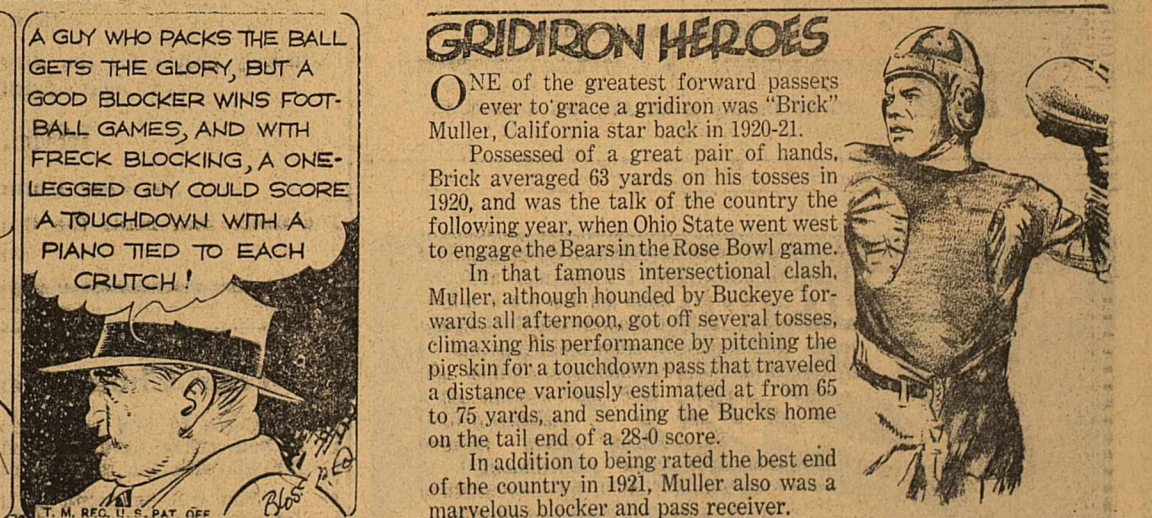 A GUY WHO PACKS THE BALL
GETS THE GLORY, BUT A
GOOD BLOCKER WINS FOOT-
BALL GAMES, AND WITH
FRECK BLOCKING, A ONE-
LEGGED GUY COULD SCORE
A TOUCHDOWN WITH A
PIANO TIED TO EACH
CRUTCH!
BLOSSER
T. M. REG. U. S. PAT. OFF.
GRIDIRON HEROES
ONE of the greatest forward passers
ever to grace a gridiron was "Brick"
Muller, California star back in 1920-21.
Possessed of a great pair of hands,
Brick averaged 63 yards on his tosses in
1920, and was the talk of the country the
following year, when Ohio State went west
to engage the Bears in the Rose Bowl game.
In that famous intersectional clash,
Muller, although hounded by Buckeye for-
wards all afternoon, got off several tosses,
climaxing his performance by pitching the
pigskin for a touchdown pass that traveled
a distance variously estimated at from 65
to 75 yards, and sending the Bucks home
on the tail end of a 28-0 score.
In addition to being rated the best end
of the country in 1921, Muller also was a
marvelous blocker and pass receiver.